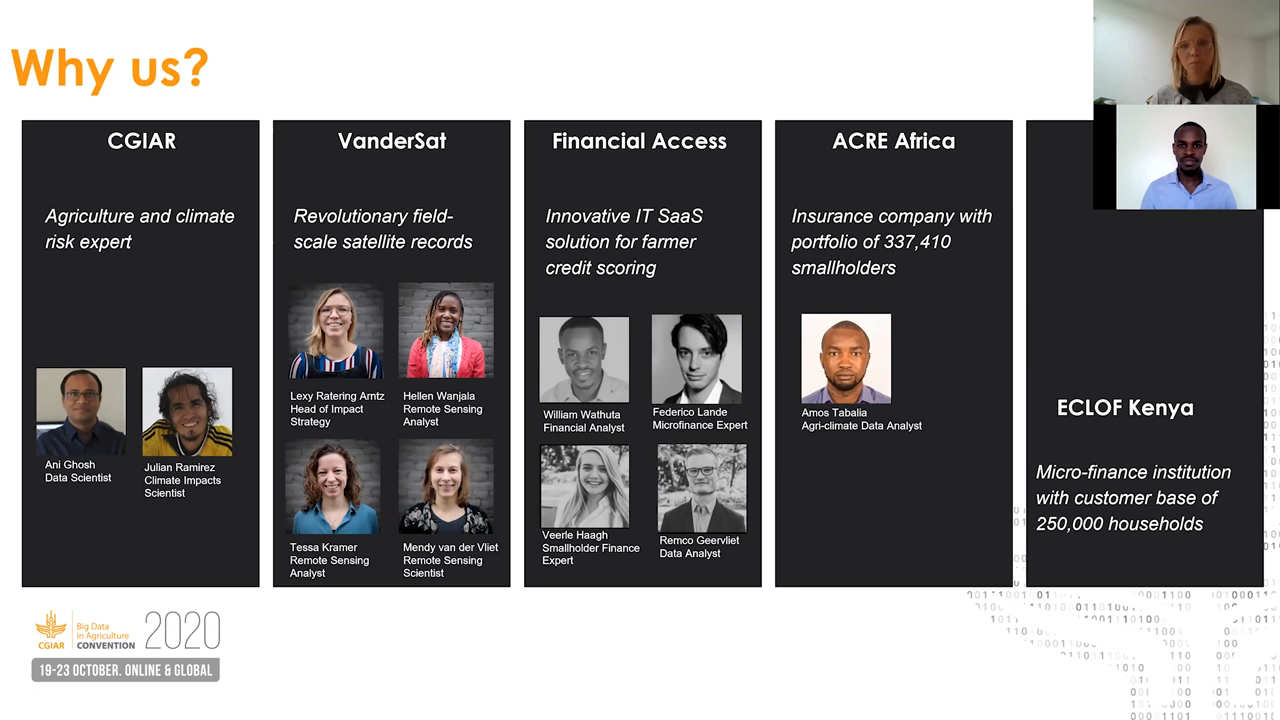 Why us?
CGIAR
Agriculture and climate
risk expert
Ani Ghosh
Data Scientist
Julian Ramirez
Climate Impacts
Scientist
VanderSat
Revolutionary field-
scale satellite records
Lexy Ratering Arntz
Head of Impact
Strategy
Hellen Wanjala
Remote Sensing
Analyst
Tessa Kramer
Remote Sensing
Analyst
Mendy van der Vliet
Remote Sensing
Scientist
Financial Access
Innovative IT SaaS
solution for farmer
credit scoring
William Wathuta
Financial Analyst
Federico Lande
Microfinance Expert
Veerle Haagh
Smallholder Finance
Expert
Remco Geervliet
Data Analyst
ACRE Africa
Insurance company with
portfolio of 337,410
smallholders
Amos Tabalia
Agri-climate Data Analyst
ECLOF Kenya
Micro-finance institution
with customer base of
250,000 households
CGIAR
Big Data
in Agriculture
CONVENTION
2020
19-23 OCTOBER. ONLINE & GLOBAL